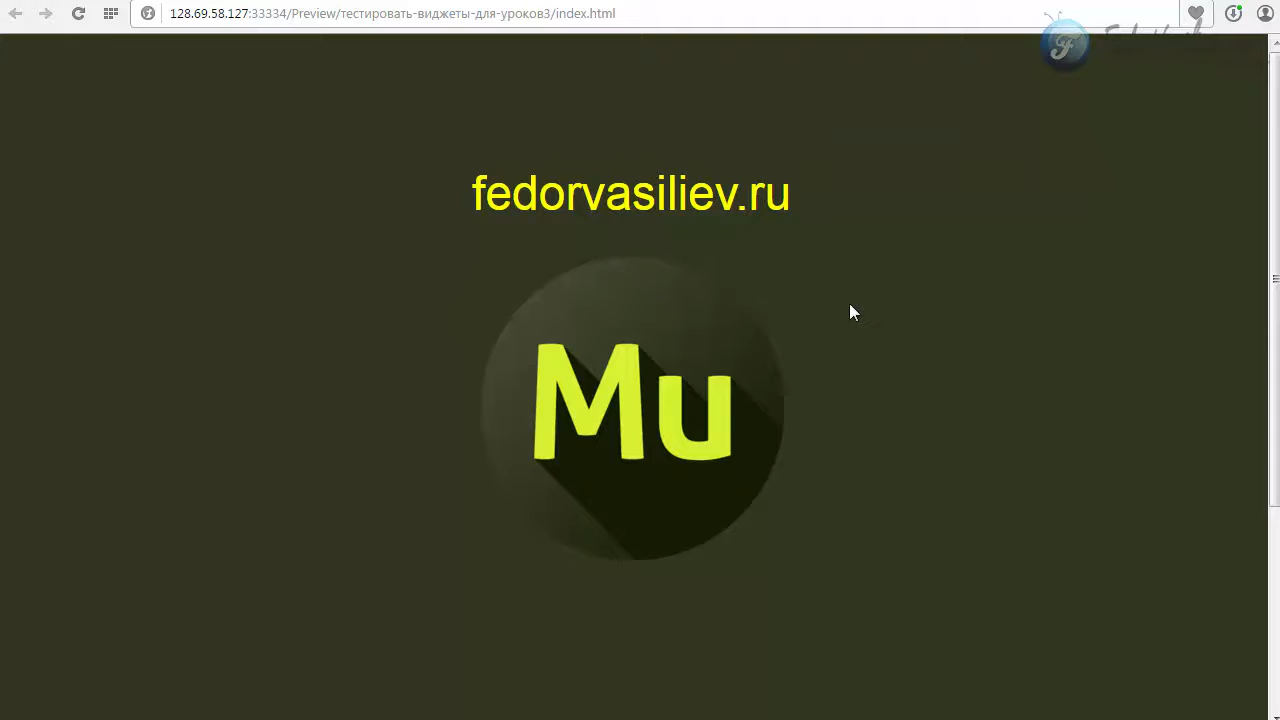 128.69.58.127:33334/Preview/тестировать-виджеты-для-уроков3/index.html
fedorvasiliev.ru
Mu